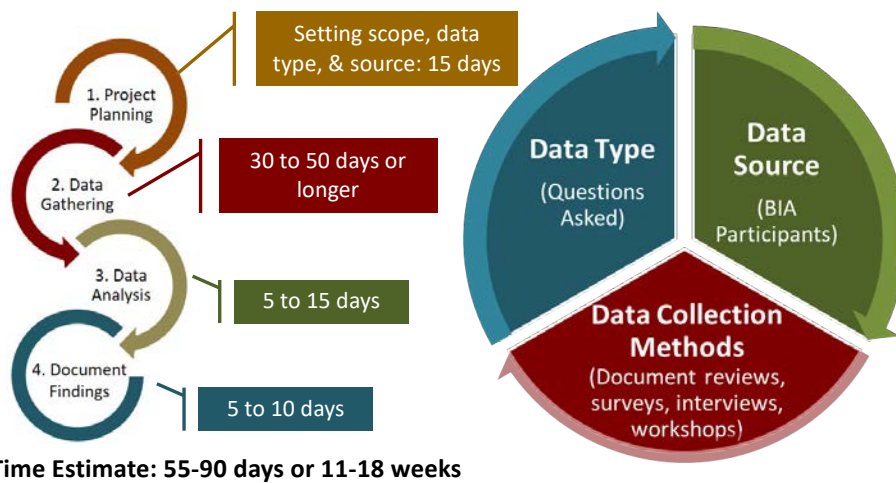 Setting scope, data
type, & source: 15 days
1. Project
Planning
30 to 50 days or
longer
2. Data
Gathering
3. Data
Analysis
5 to 15 days
4. Document
Findings
5 to 10 days
Time Estimate: 55-90 days or 11-18 weeks
Data Type
(Questions
Asked)
Data
Source
(BIA
Participants)
Data Collection
Methods
(Document reviews,
surveys, interviews,
workshops)